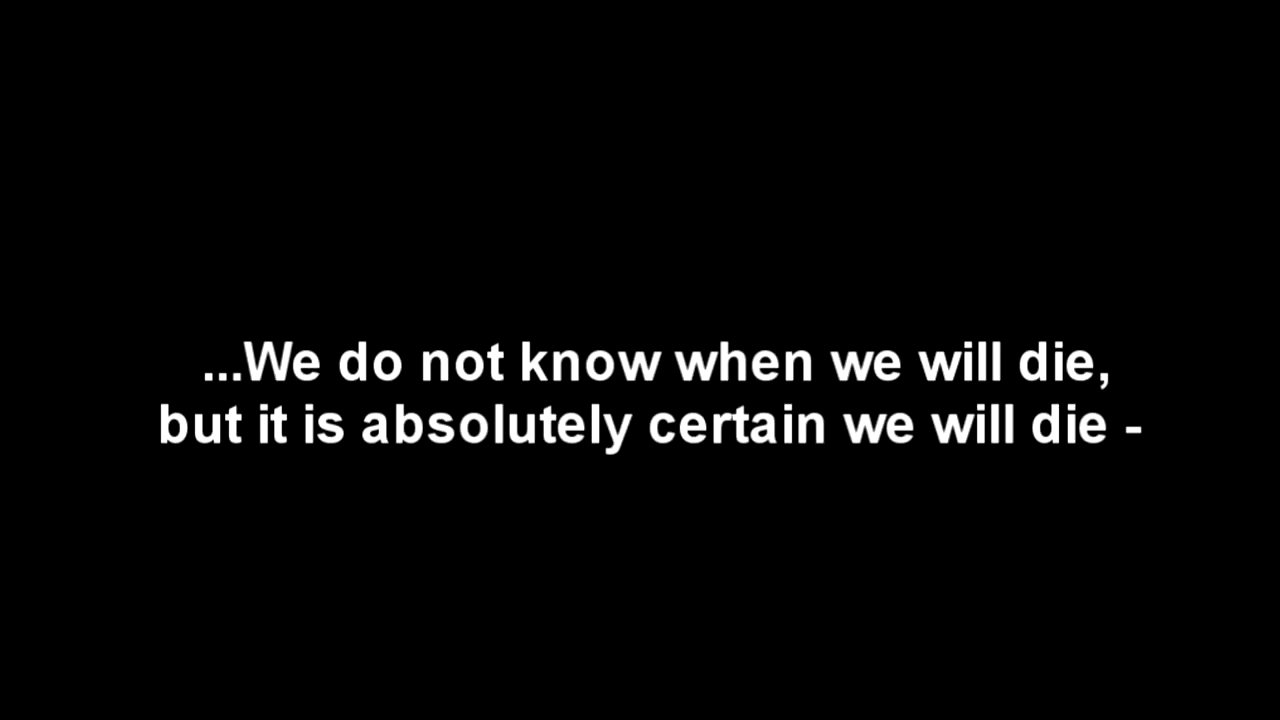 ...We do not know when we will die,
but it is absolutely certain we will die -